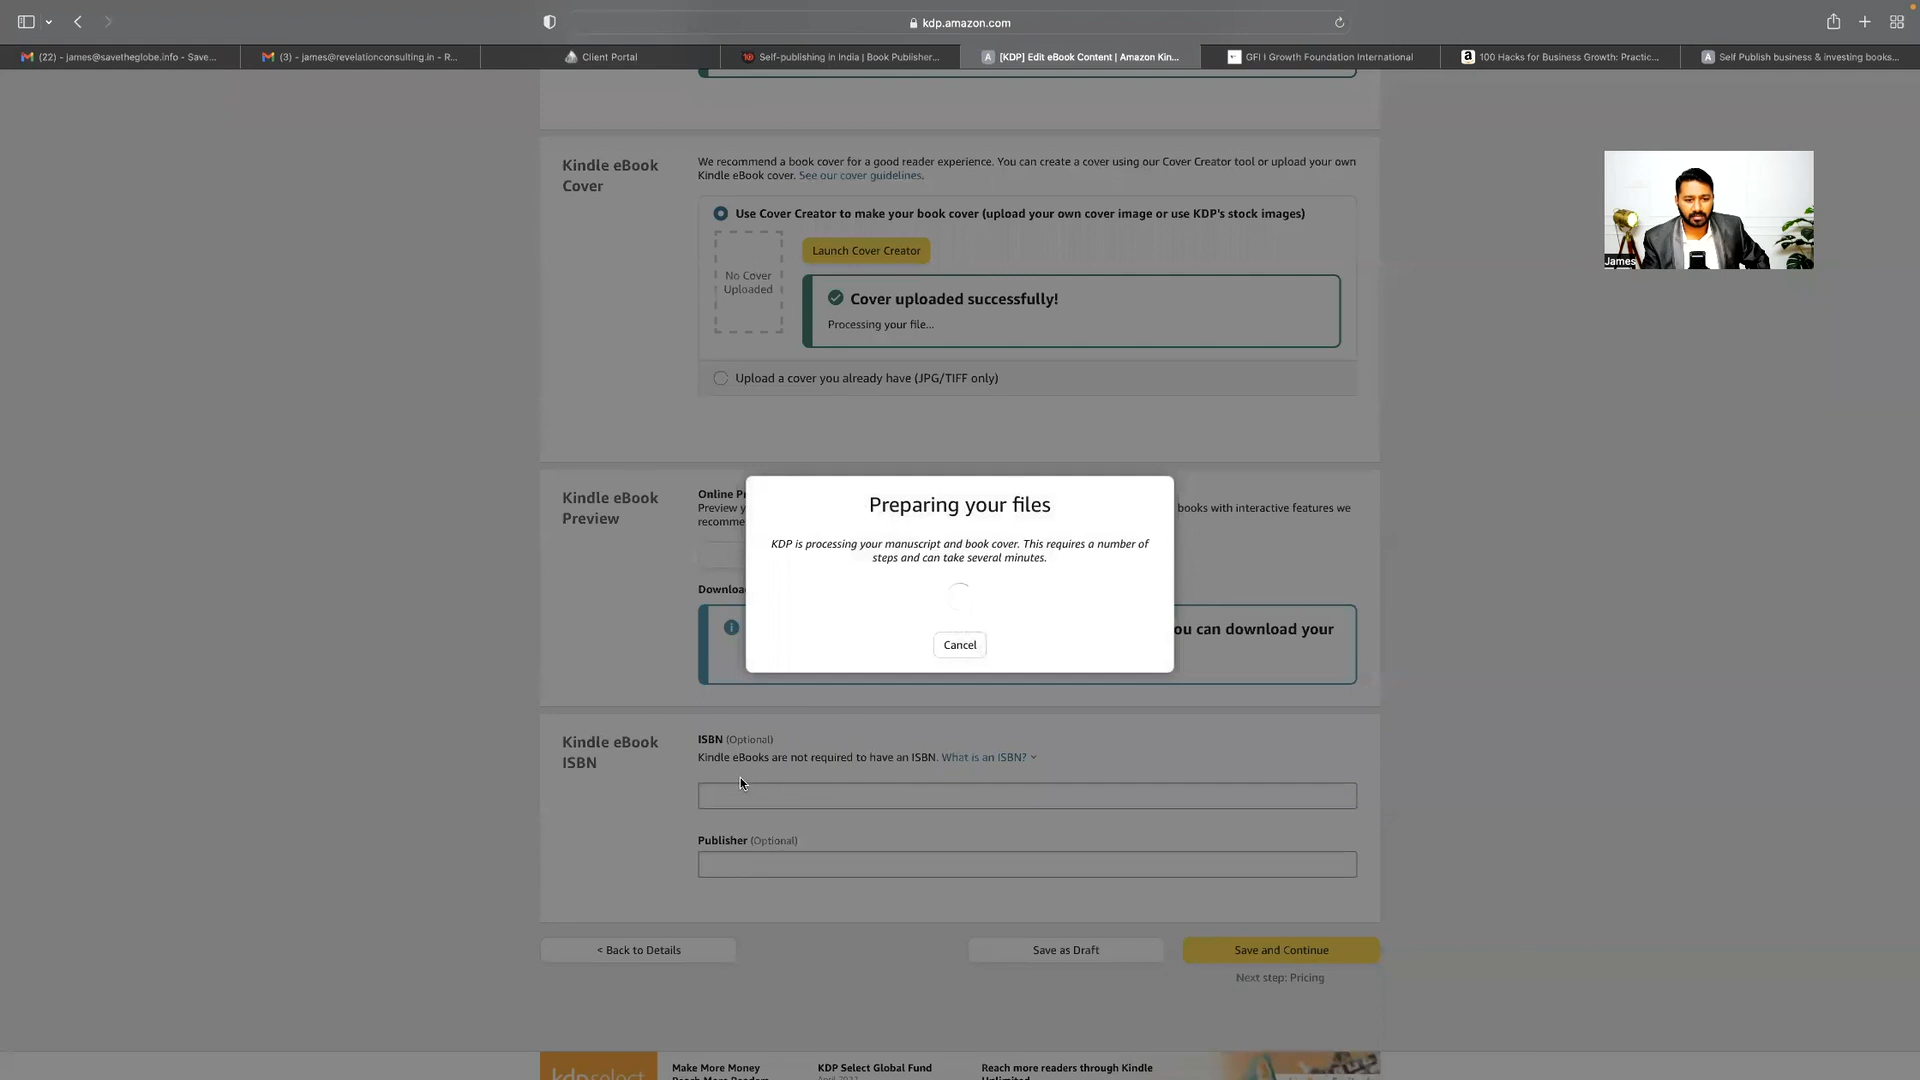 kdp.amazon.com
(22) - james@savetheglobe.info - Save...
(3) - james@revelationconsulting.in - R...
Client Portal
Self-publishing in India | Book Publisher...
[KDP] Edit eBook Content | Amazon Kin...
GFI I Growth Foundation International
100 Hacks for Business Growth: Practic...
Self Publish business & investing books...
Kindle eBook
Cover
We recommend a book cover for a good reader experience. You can create a cover using our Cover Creator tool or upload your own
Kindle eBook cover. See our cover guidelines.
Use Cover Creator to make your book cover (upload your own cover image or use KDP's stock images)
No Cover
Uploaded
Launch Cover Creator
Cover uploaded successfully!
Processing your file...
Upload a cover you already have (JPG/TIFF only)
James
Kindle eBook
Preview
Online Pr
Preview y
books with interactive features we
recomme
Downloa
ou can download your
Preparing your files
KDP is processing your manuscript and book cover. This requires a number of
steps and can take several minutes.
Cancel
Kindle eBook
ISBN
ISBN (Optional)
Kindle eBooks are not required to have an ISBN. What is an ISBN?
Publisher (Optional)
< Back to Details
Save as Draft
Save and Continue
Next step: Pricing
kdp select
Make More Money
KDP Select Global Fund
Reach more readers through Kindle
Unlimited